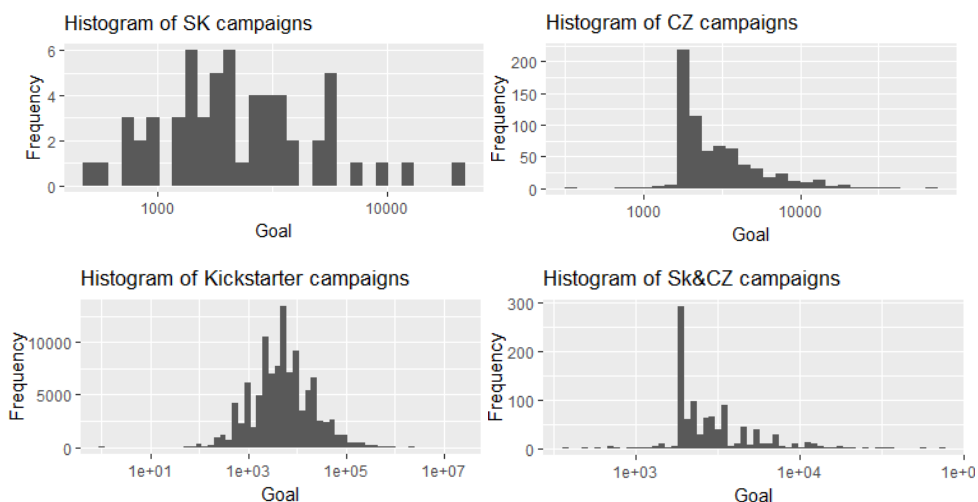 Histogram of SK campaigns
Frequency
6
4
2
0
1000
10000
Goal
Histogram of CZ campaigns
Frequency
200
150
100
50
0
1000
10000
Goal
Histogram of Kickstarter campaigns
Frequency
10000
5000
0
1e+01
1e+03
1e+05
1e+07
Goal
Histogram of Sk&CZ campaigns
Frequency
300
200
100
0
1e+03
1e+04
1e+0
Goal